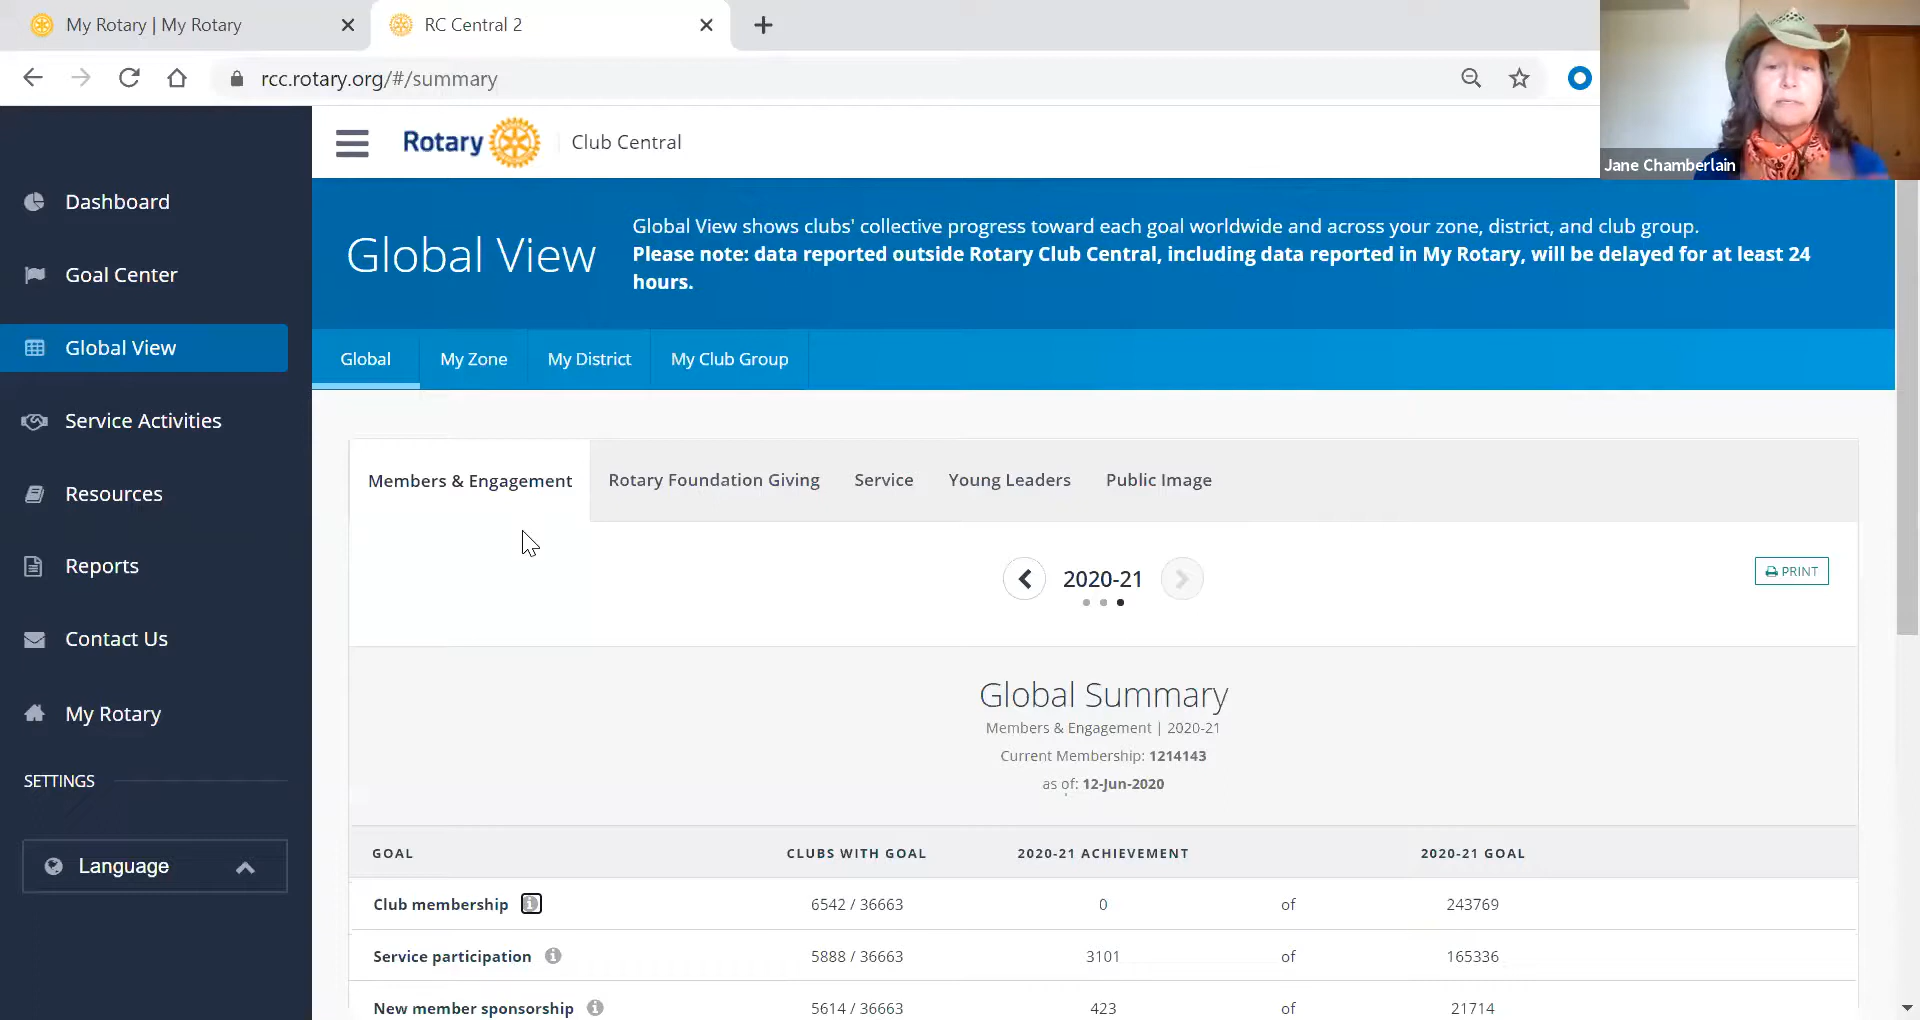 My Rotary | My Rotary
RC Central 2
rcc.rotary.org/#/summary
Jane Chamberlain
Rotary
Club Central
Dashboard
Goal Center
Global View
Service Activities
Resources
Reports
Contact Us
My Rotary
SETTINGS
Language
Global View
Global View shows clubs' collective progress toward each goal worldwide and across your zone, district, and club group.
Please note: data reported outside Rotary Club Central, including data reported in My Rotary, will be delayed for at least 24
hours.
Global My Zone My District My Club Group
Members & Engagement Rotary Foundation Giving Service Young Leaders Public Image
2020-21
PRINT
Global Summary
Members & Engagement | 2020-21
Current Membership: 1214143
as of: 12-Jun-2020
GOAL CLUBS WITH GOAL 2020-21 ACHIEVEMENT 2020-21 GOAL
Club membership 6542 / 36663 0 of 243769
Service participation 5888 / 36663 3101 of 165336
New member sponsorship 5614 / 36663 423 of 21714